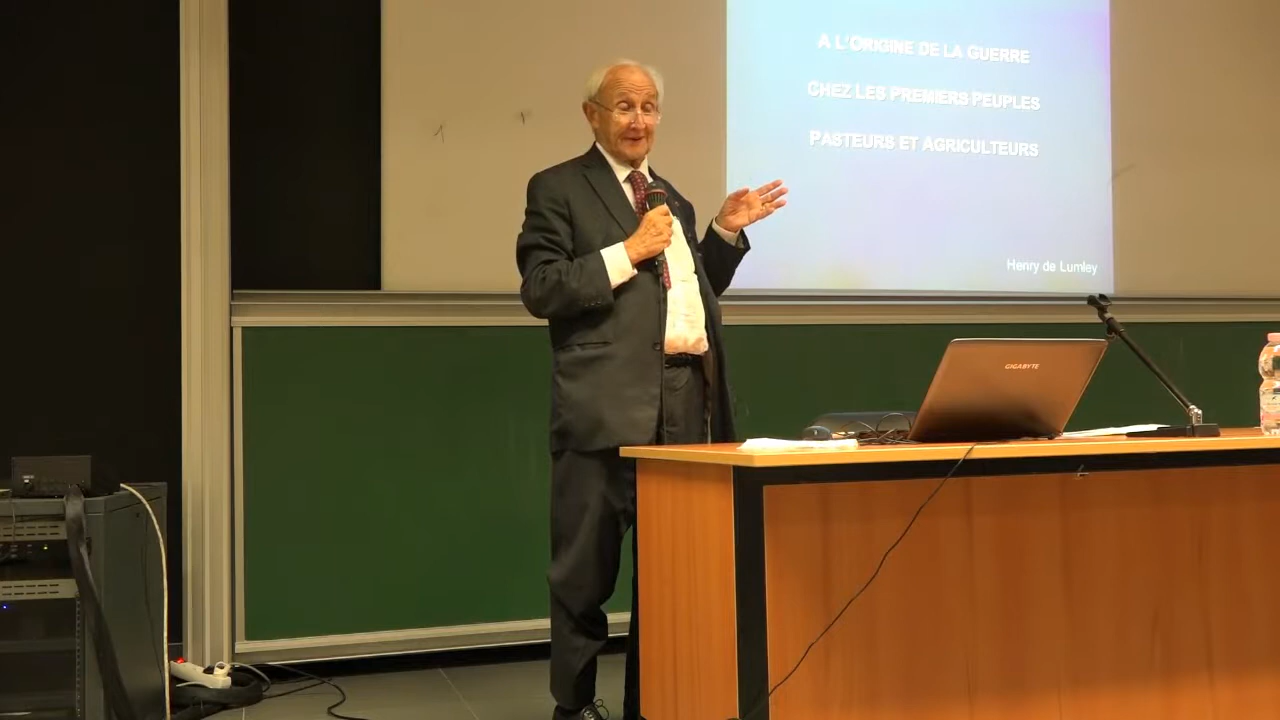 A L'ORIGINE DE LA GUERRE
CHEZ LES PREMIERS PEUPLES
PASTEURS ET AGRICULTEURS
Henry de Lumley
GIGABYTE